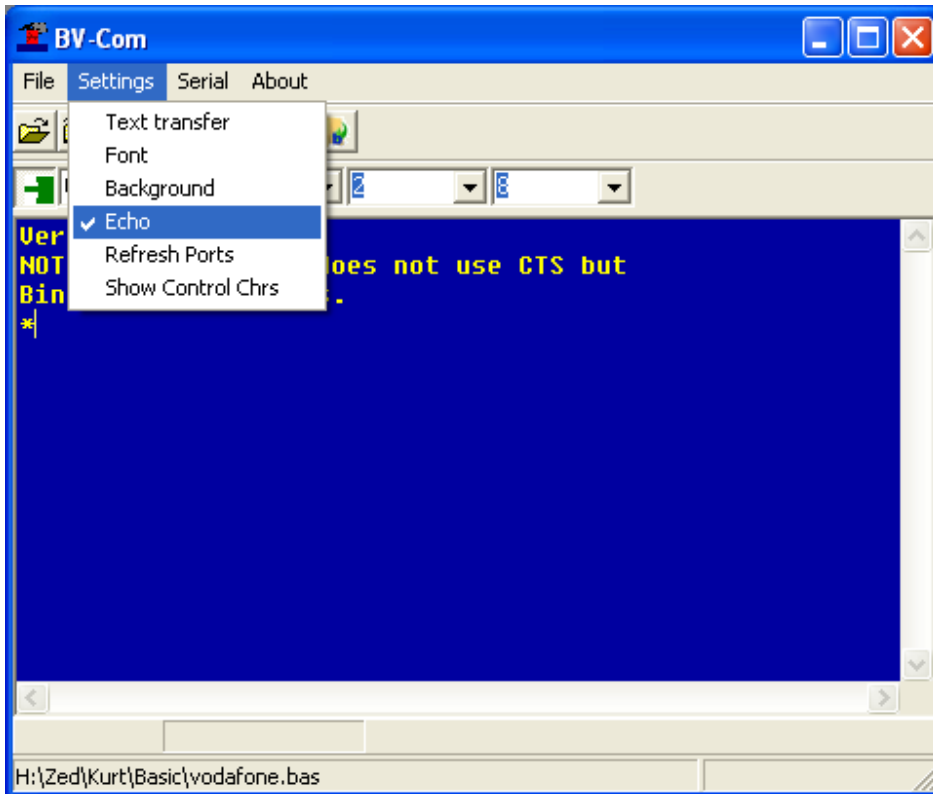 BV-Com
File Settings Serial About
Text transfer
Font
Background
Echo
Refresh Ports
Show Control Chrs
2 8
Ver
NOT does not use CTS but
Bin .
*
H:\Zed\Kurt\Basic\vodafone.bas